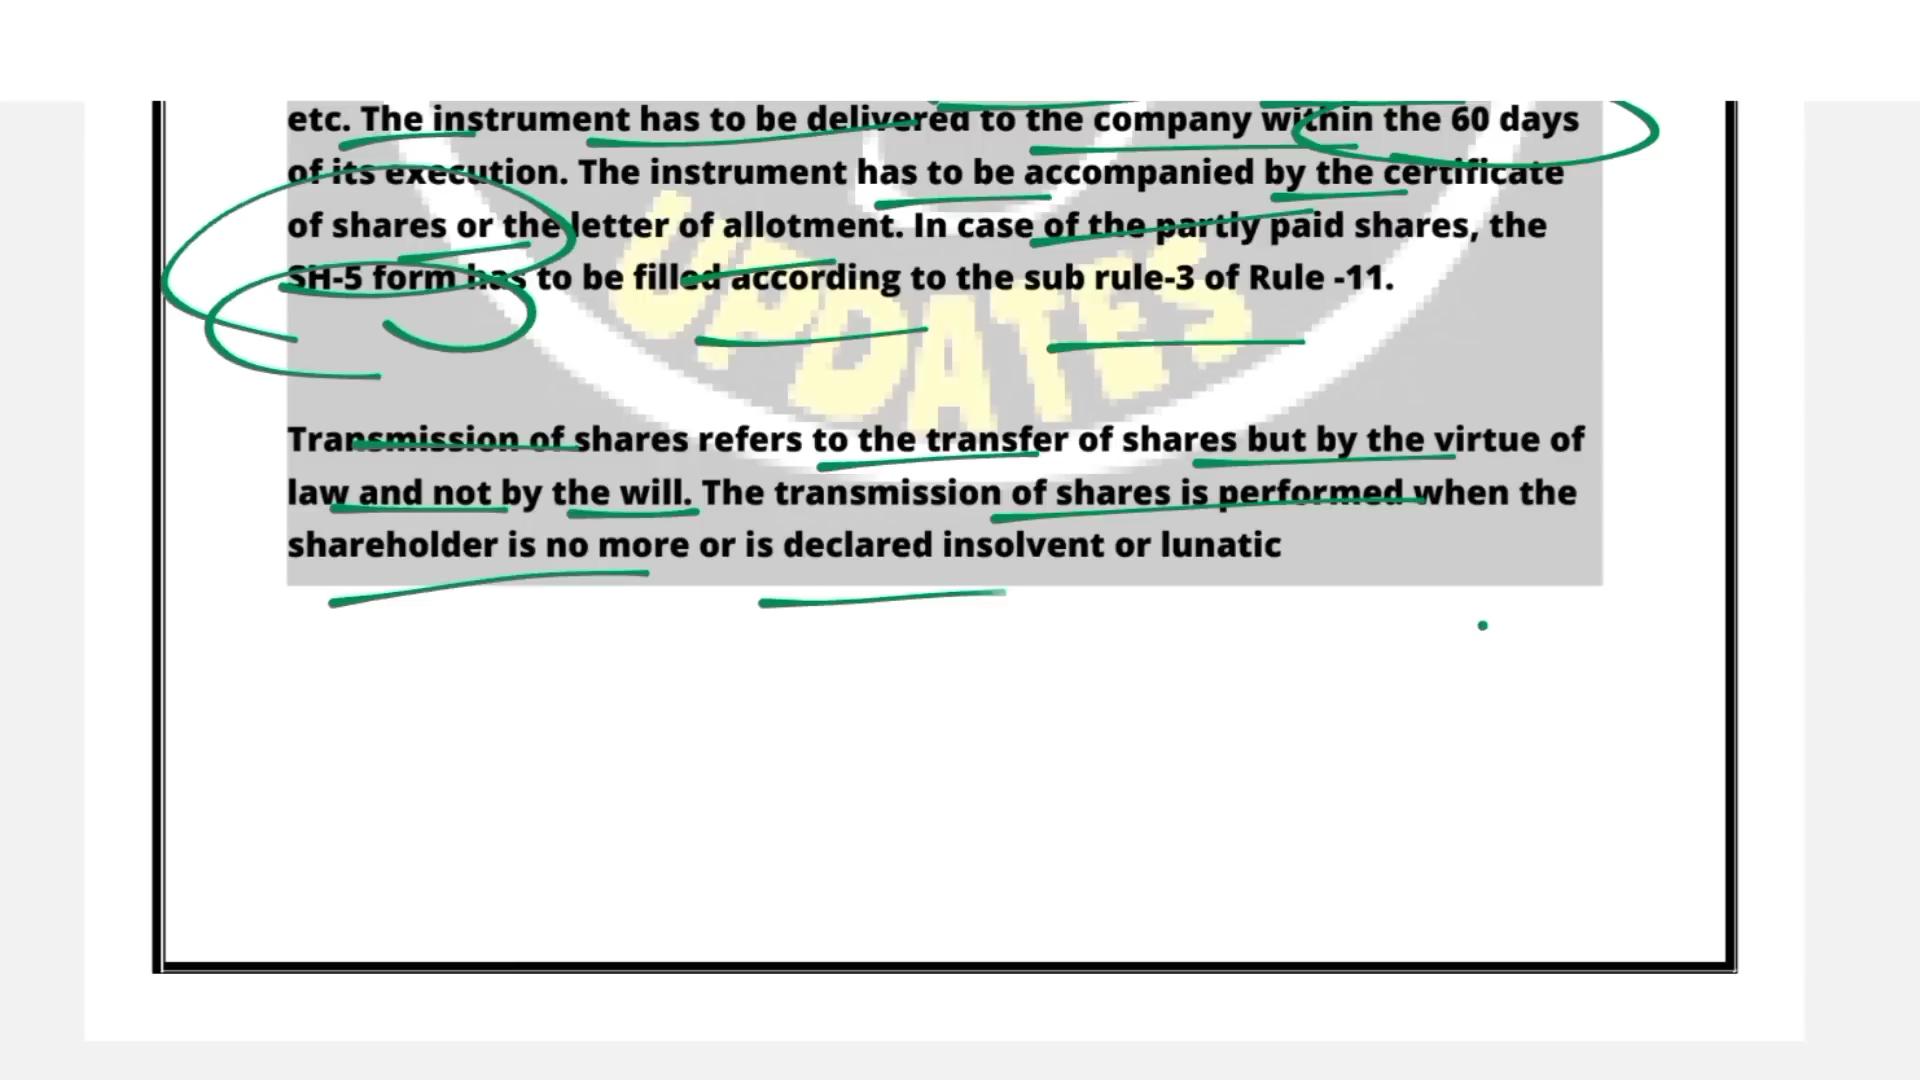 etc. The instrument has to be delivered to the company within the 60 days
of its execution. The instrument has to be accompanied by the certificate
of shares or the letter of allotment. In case of the partly paid shares, the
SH-5 form has to be filled according to the sub rule-3 of Rule -11.
UPDATES
Transmission of shares refers to the transfer of shares but by the virtue of
law and not by the will. The transmission of shares is performed when the
shareholder is no more or is declared insolvent or lunatic